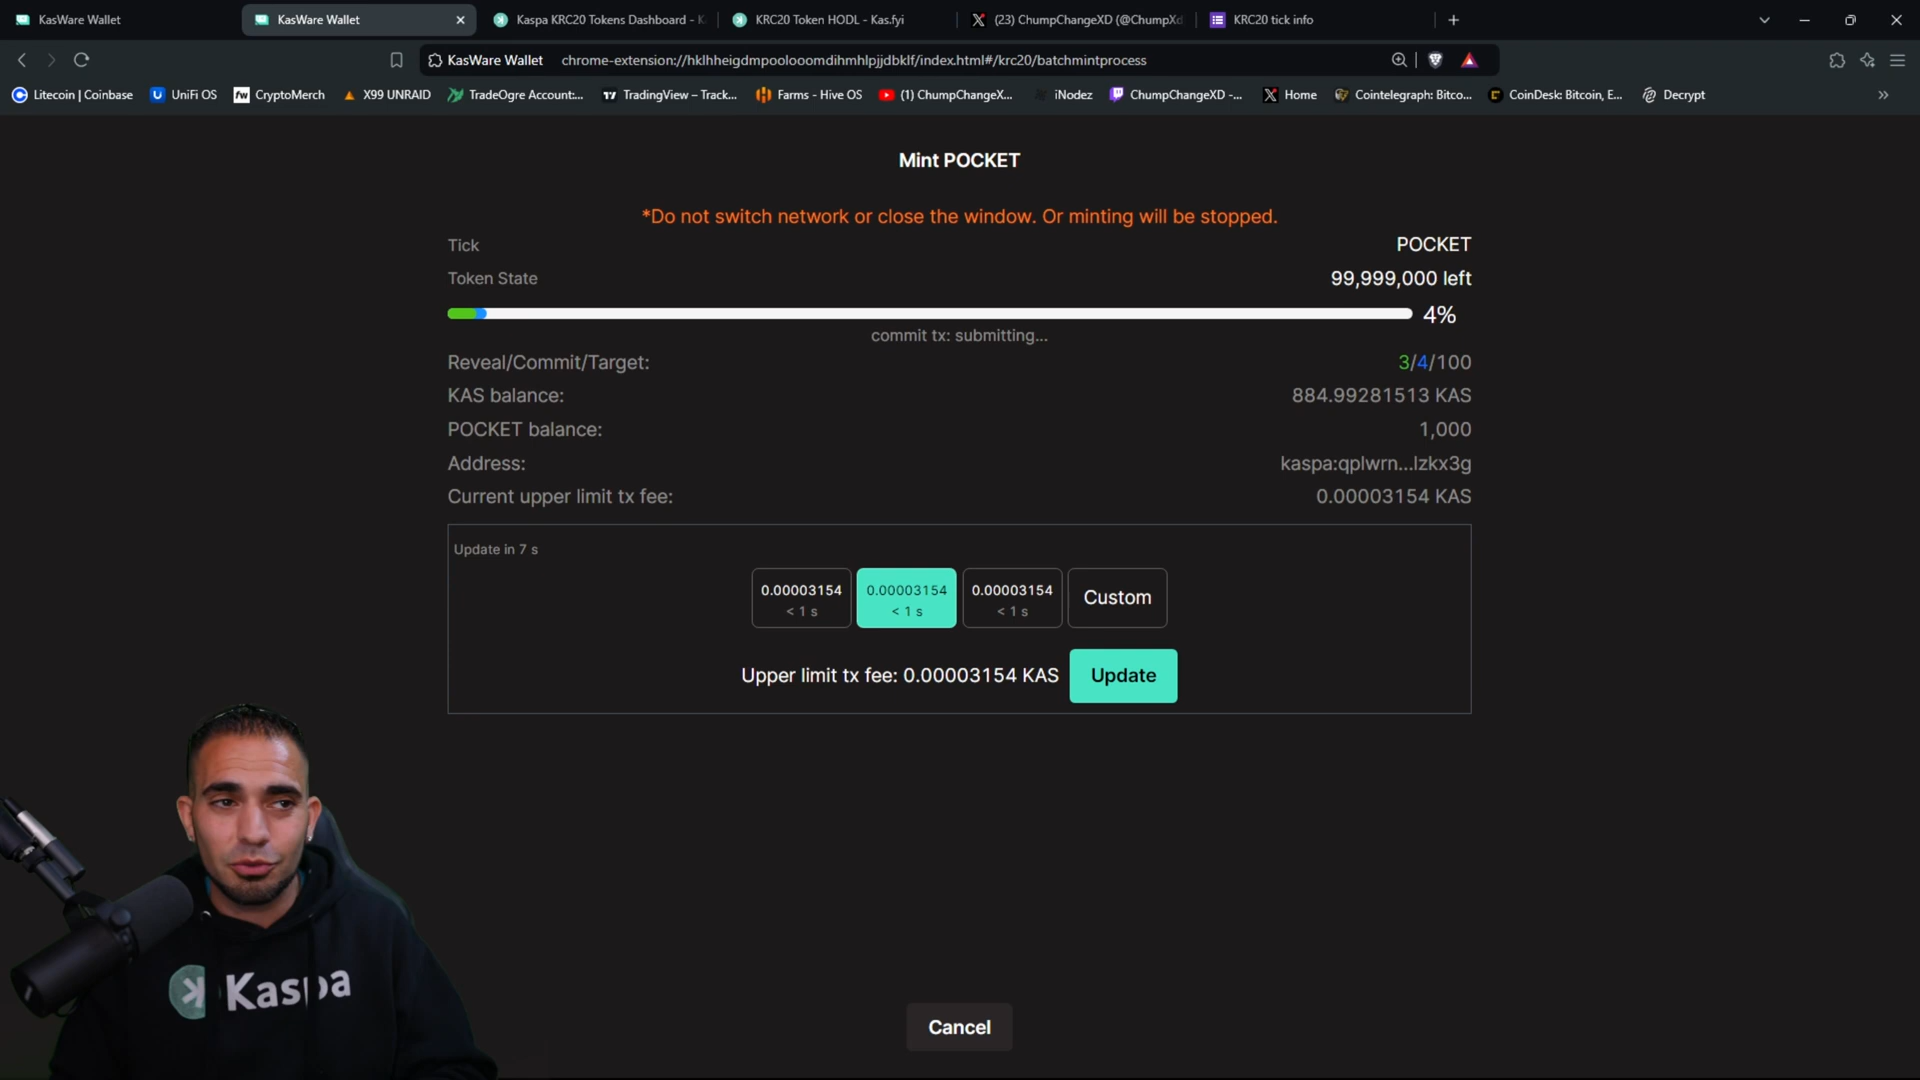 KasWare Wallet
KasWare Wallet
Kaspa KRC20 Tokens Dashboard - K
KRC20 Token HODL - Kas.fyi
(23) ChumpChangeXD (@ChumpXd
KRC20 tick info
KasWare Wallet
chrome-extension://hklhheigdmpoolooomdihmhlpjjdbklf/index.html#/krc20/batchmintprocess
Litecoin | Coinbase
UniFi OS
CryptoMerch
X99 UNRAID
TradeOgre Account:...
TradingView – Track...
Farms - Hive OS
(1) ChumpChangeX...
iNodez
ChumpChangeXD -...
Home
Cointelegraph: Bitco...
CoinDesk: Bitcoin, E...
Decrypt
Mint POCKET
*Do not switch network or close the window. Or minting will be stopped.
Tick POCKET
Token State 99,999,000 left
4%
commit tx: submitting...
Reveal/Commit/Target: 3/4/100
KAS balance: 884.99281513 KAS
POCKET balance: 1,000
Address: kaspa:qplwrn...lzkx3g
Current upper limit tx fee: 0.00003154 KAS
Update in 7 s
0.00003154
< 1 s
0.00003154
< 1 s
0.00003154
< 1 s
Custom
Upper limit tx fee: 0.00003154 KAS
Update
Kaspa
Cancel